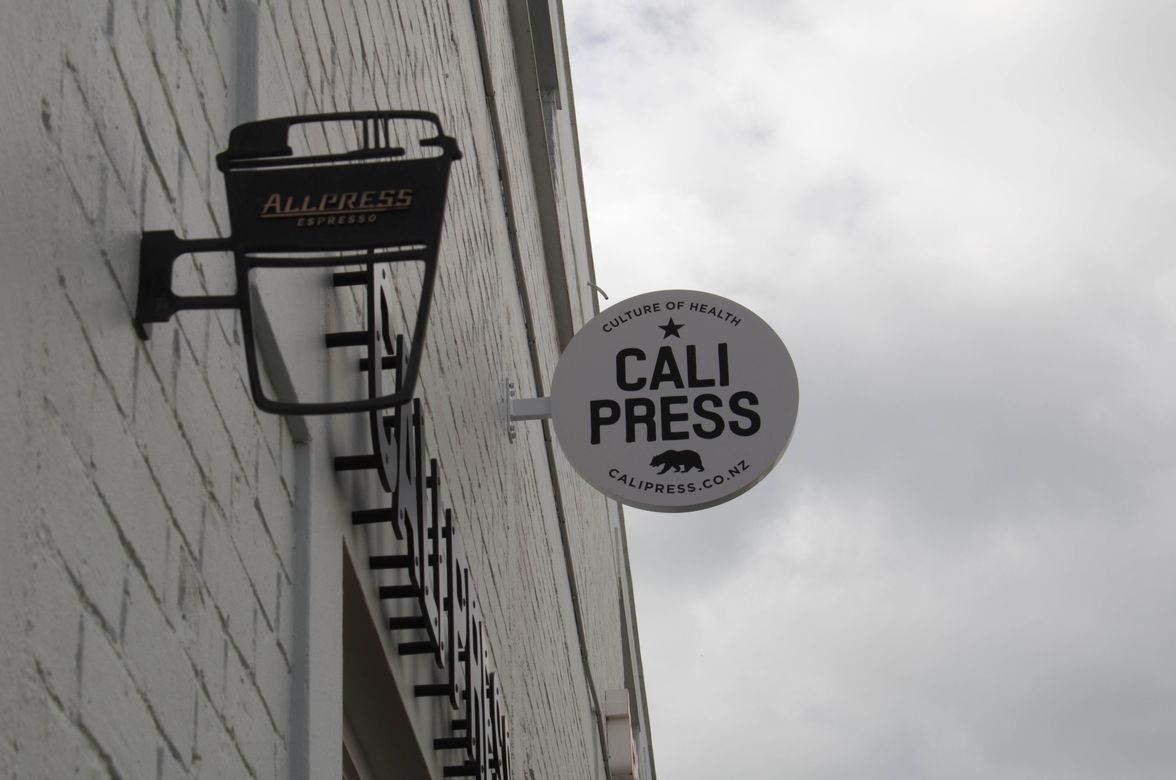 ALLPRESS
ESPRESSO
CULTURE OF HEALTH
CALI
PRESS
CALIPRESS.CO.NZ